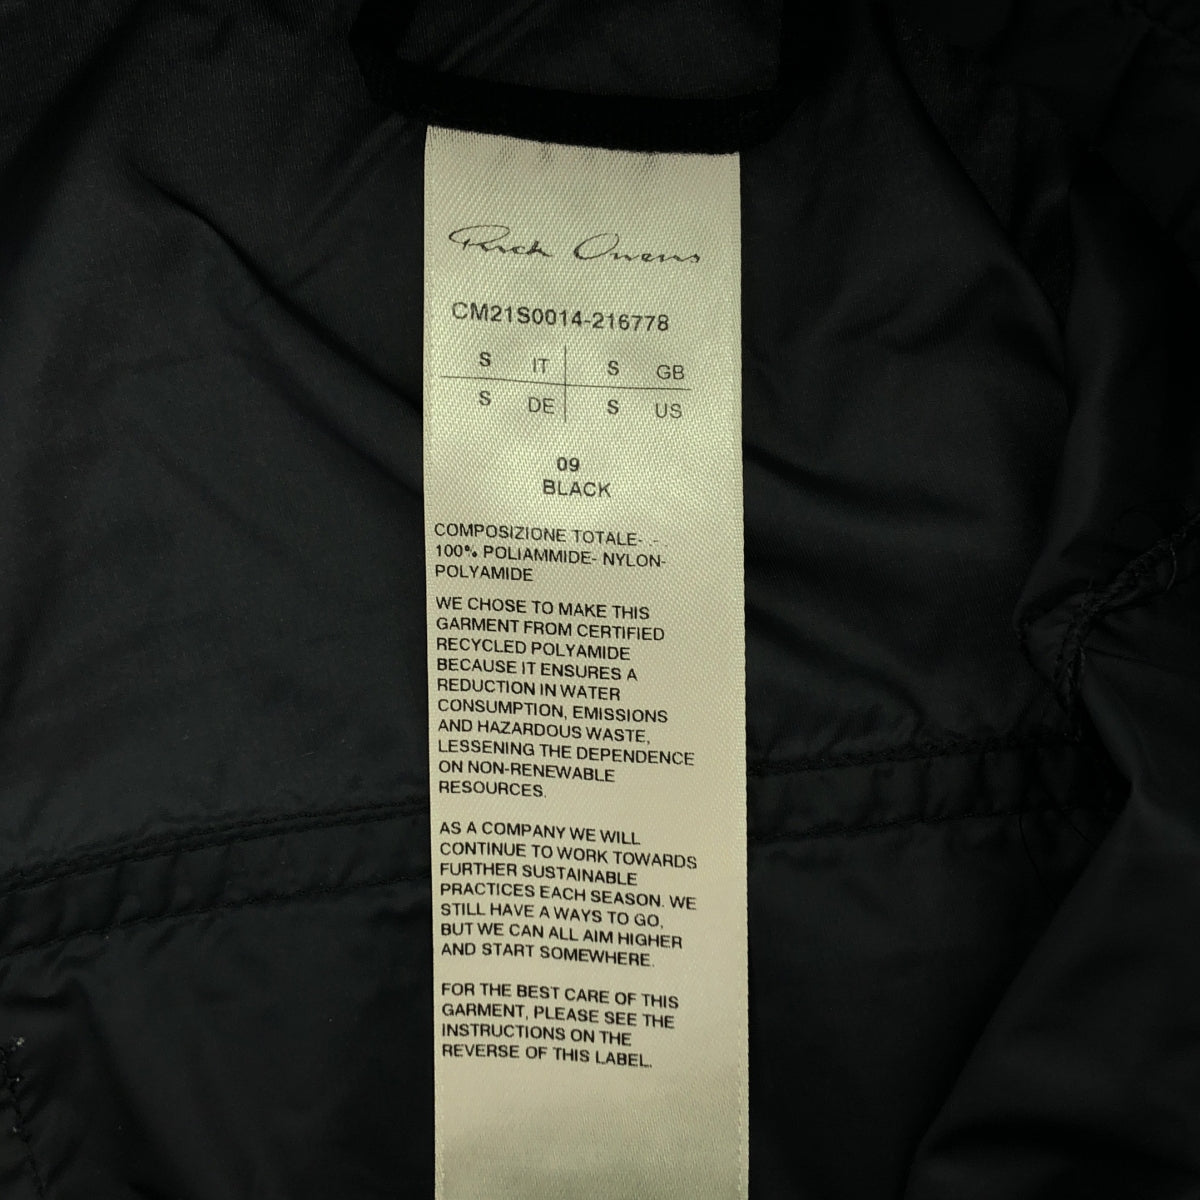 Rick Owens
CM21S0014-216778
S IT S GB
S DE S US
09
BLACK
COMPOSIZIONE TOTALE- .- .
100% POLIAMMIDE- NYLON-
POLYAMIDE
WE CHOSE TO MAKE THIS
GARMENT FROM CERTIFIED
RECYCLED POLYAMIDE
BECAUSE IT ENSURES A
REDUCTION IN WATER
CONSUMPTION, EMISSIONS
AND HAZARDOUS WASTE,
LESSENING THE DEPENDENCE
ON NON-RENEWABLE
RESOURCES.
AS A COMPANY WE WILL
CONTINUE TO WORK TOWARDS
FURTHER SUSTAINABLE
PRACTICES EACH SEASON. WE
STILL HAVE A WAYS TO GO,
BUT WE CAN ALL AIM HIGHER
AND START SOMEWHERE.
FOR THE BEST CARE OF THIS
GARMENT, PLEASE SEE THE
INSTRUCTIONS ON THE
REVERSE OF THIS LABEL.